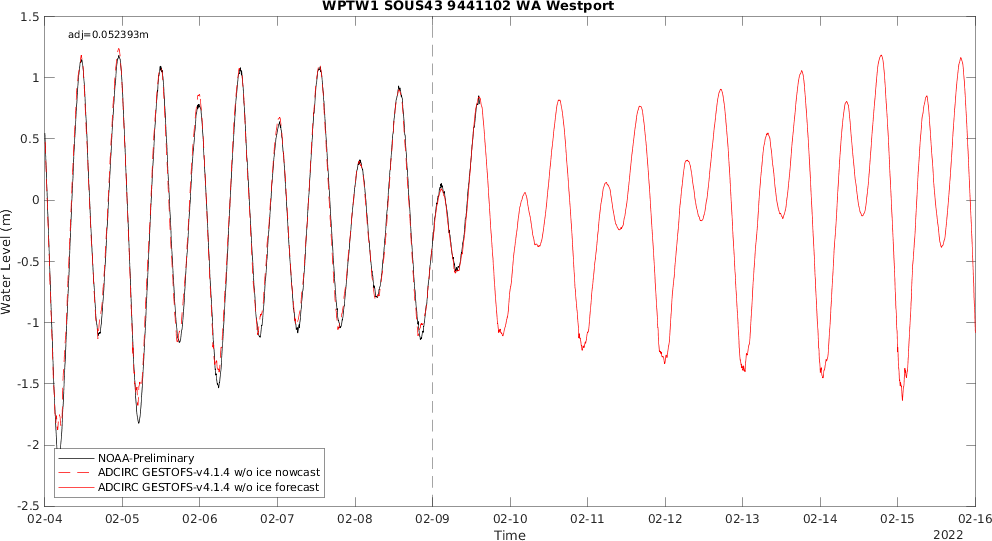 WPTW1 SOUS43 9441102 WA Westport
adj=0.052393m
1.5
1
0.5
0
-0.5
-1
-1.5
-2
-2.5
Water Level (m)
NOAA-Preliminary
ADCIRC GESTOFS-v4.1.4 w/o ice nowcast
ADCIRC GESTOFS-v4.1.4 w/o ice forecast
02-04 02-05 02-06 02-07 02-08 02-09 02-10 02-11 02-12 02-13 02-14 02-15 02-16
Time
2022